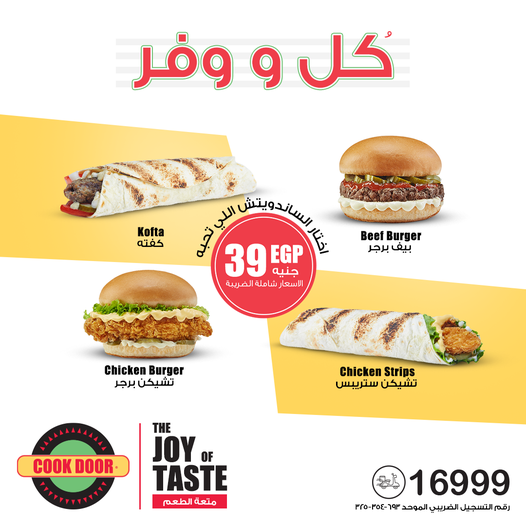 كُل و وفر
اختار الساندويتش اللي تحبه
Kofta
كفته
Beef Burger
بيف برجر
39 EGP
جنيه
الاسعار شاملة الضريبة
Chicken Burger
تشيكن برجر
Chicken Strips
تشيكن ستريبس
COOK DOOR
THE
JOY OF
TASTE
متعة الطعم
16999
رقم التسجيل الضريبي الموحد ٦٩٣-٣٥٤-٣٢٥